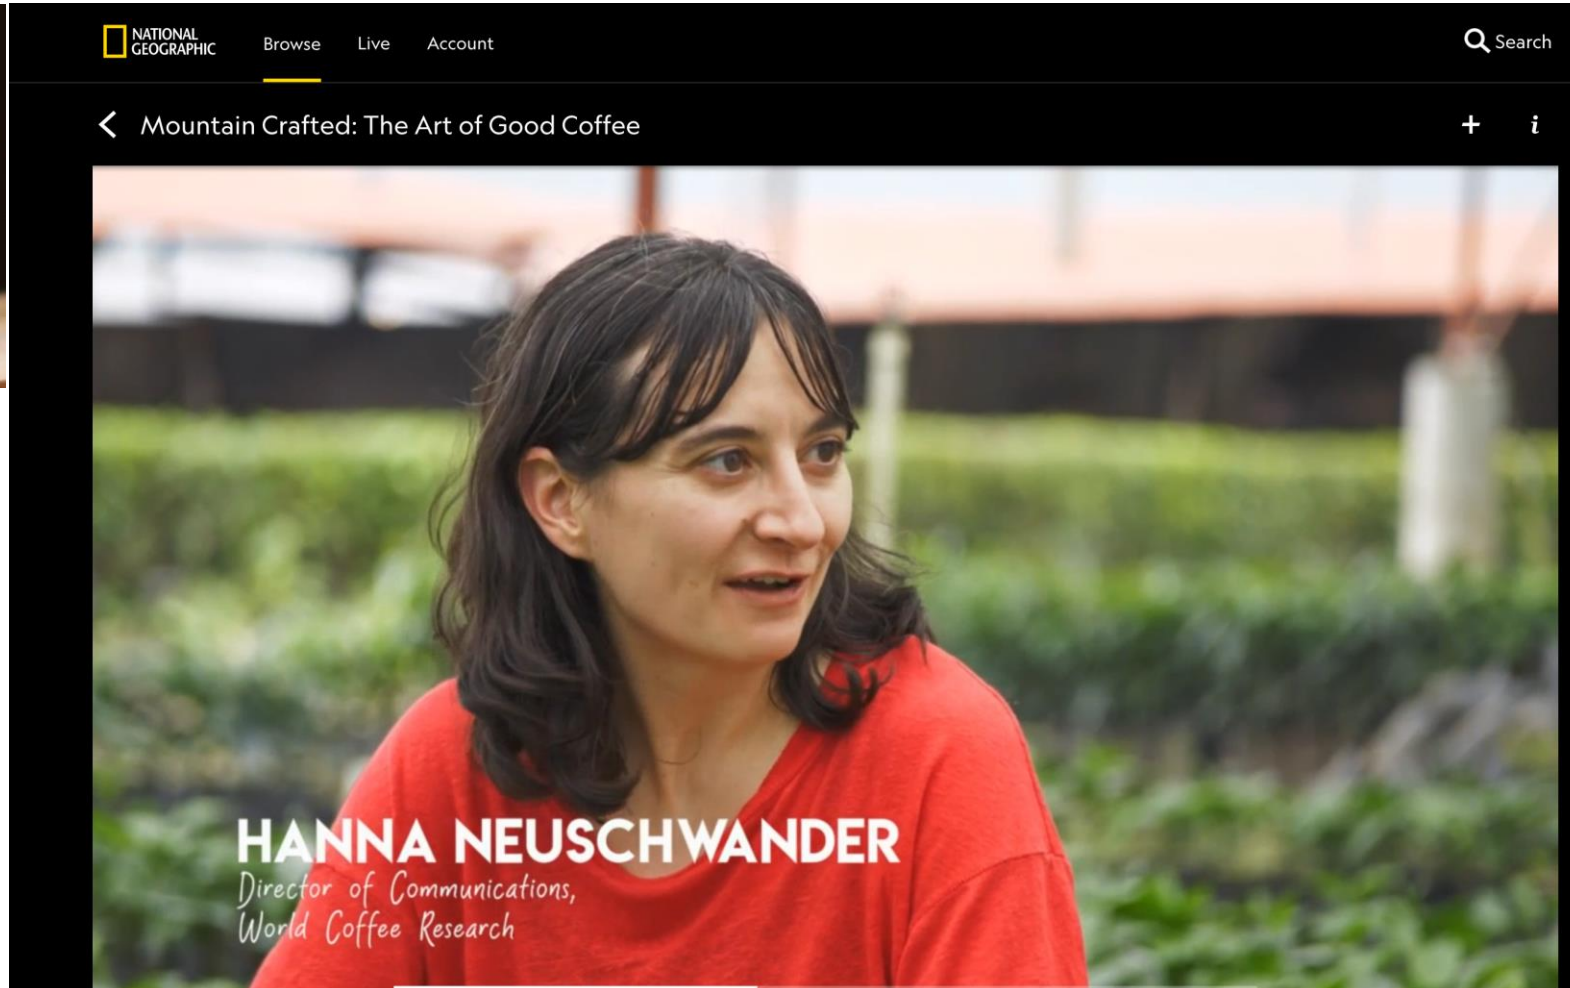 NATIONAL
GEOGRAPHIC
Browse Live Account
Search
Mountain Crafted: The Art of Good Coffee
HANNA NEUSCHWANDER
Director of Communications,
World Coffee Research